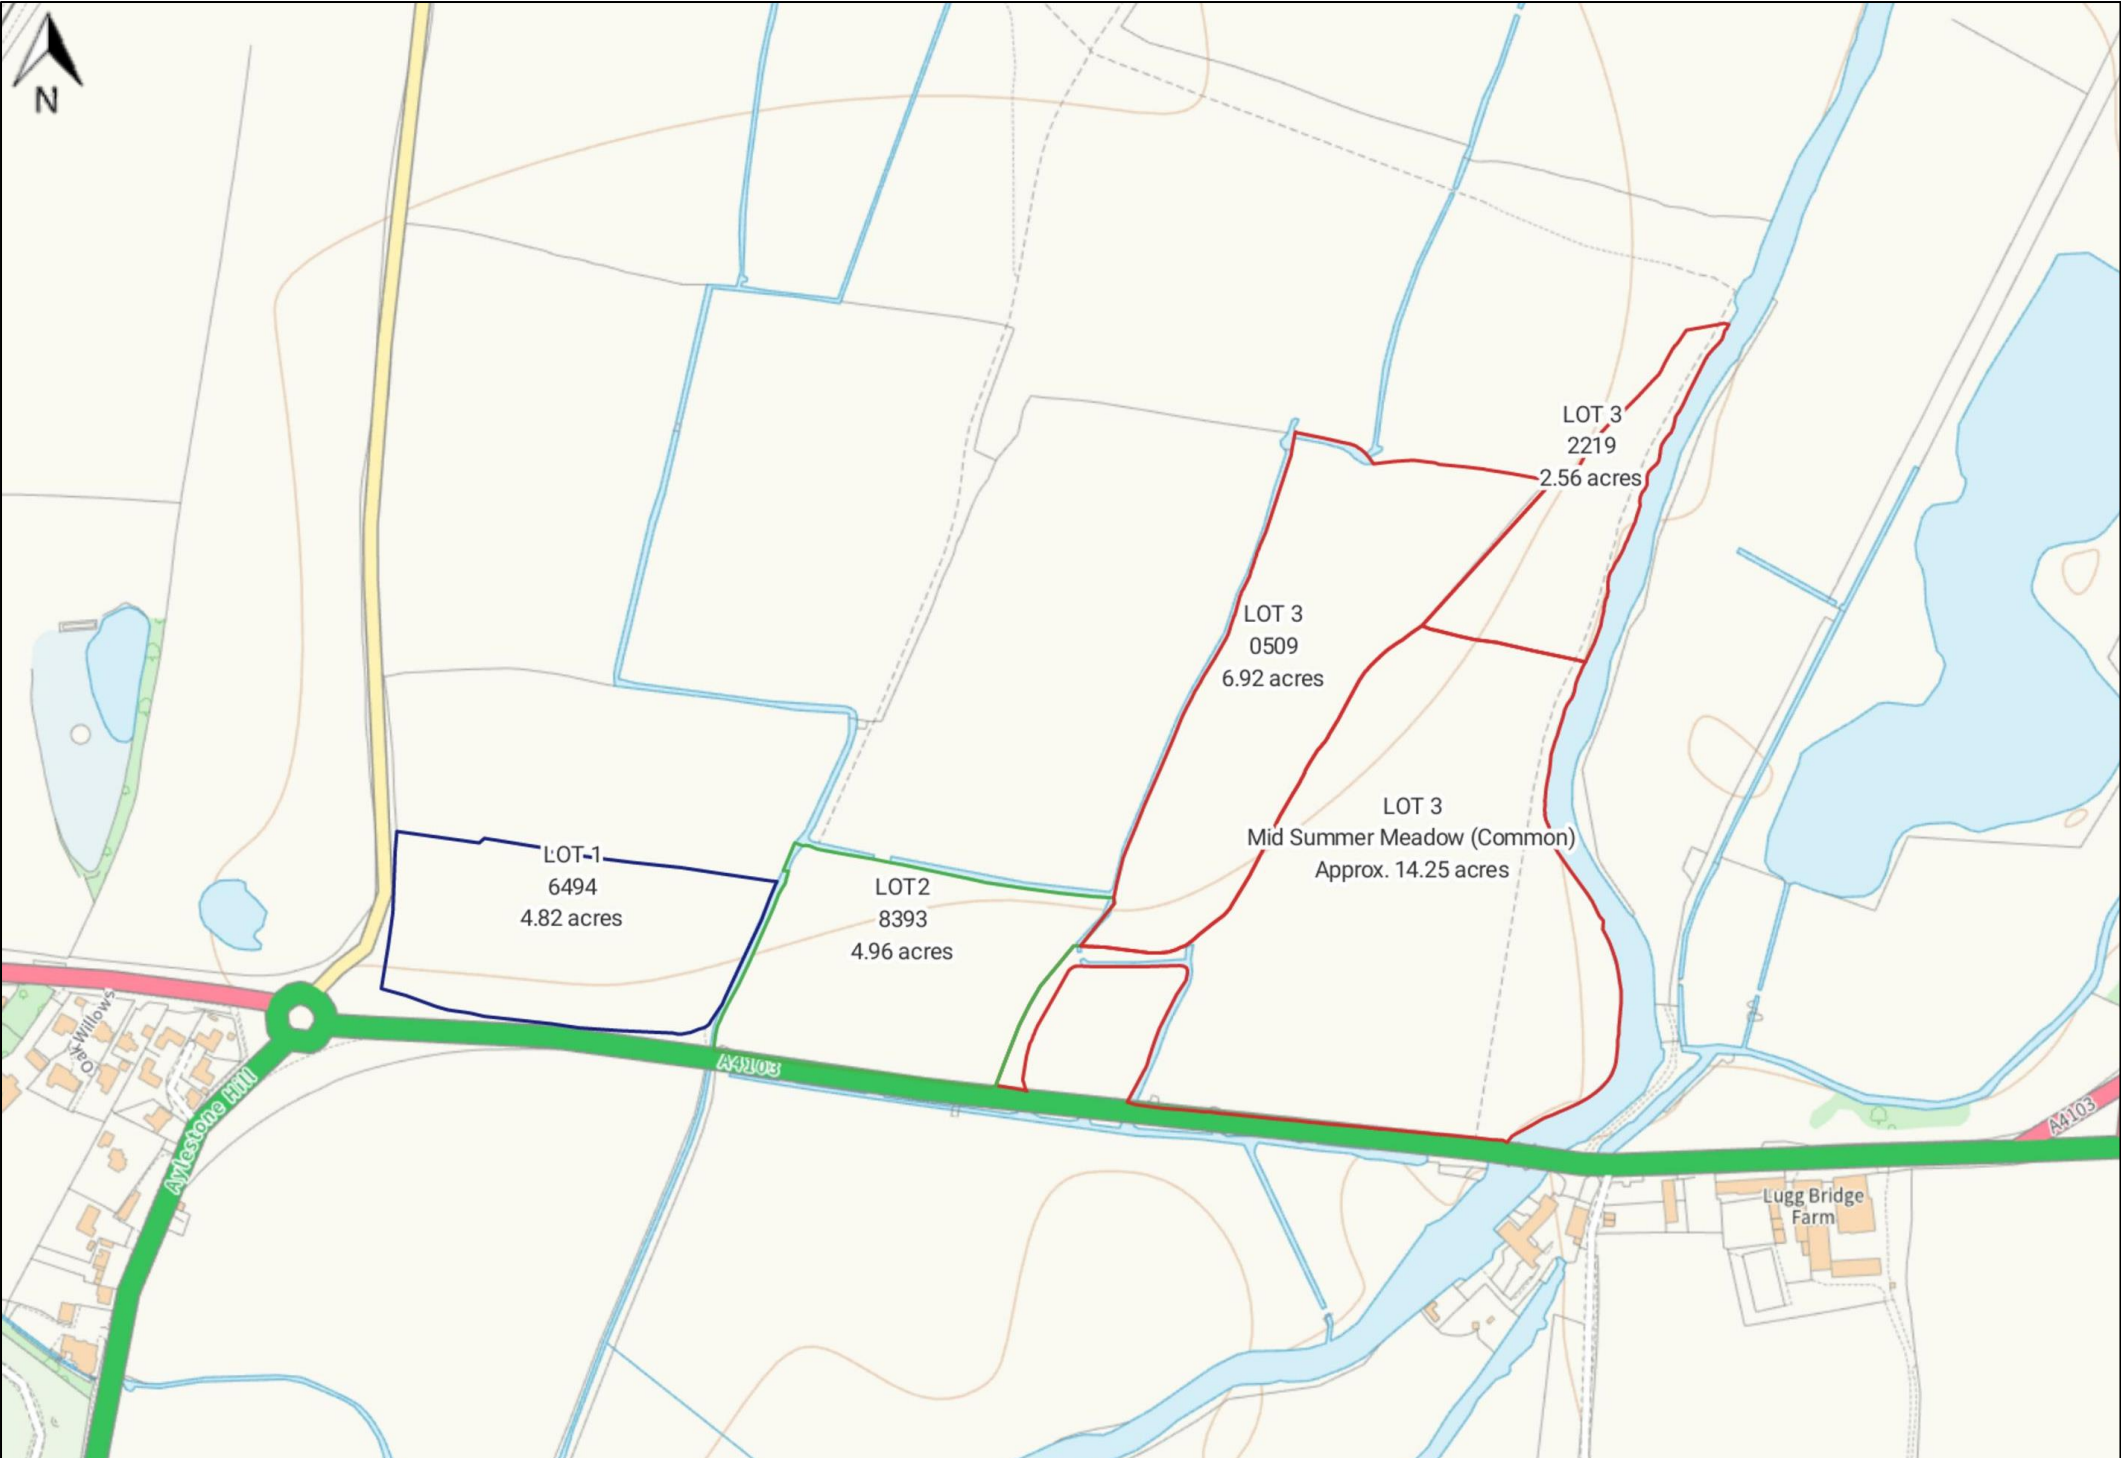 N
LOT 3
2219
2.56 acres
LOT 3
0509
6.92 acres
LOT 3
Mid Summer Meadow (Common)
Approx. 14.25 acres
LOT 1
6494
4.82 acres
LOT2
8393
4.96 acres
Oak Willows
Aylestone Hill
A4103
A4103
Lugg Bridge
Farm